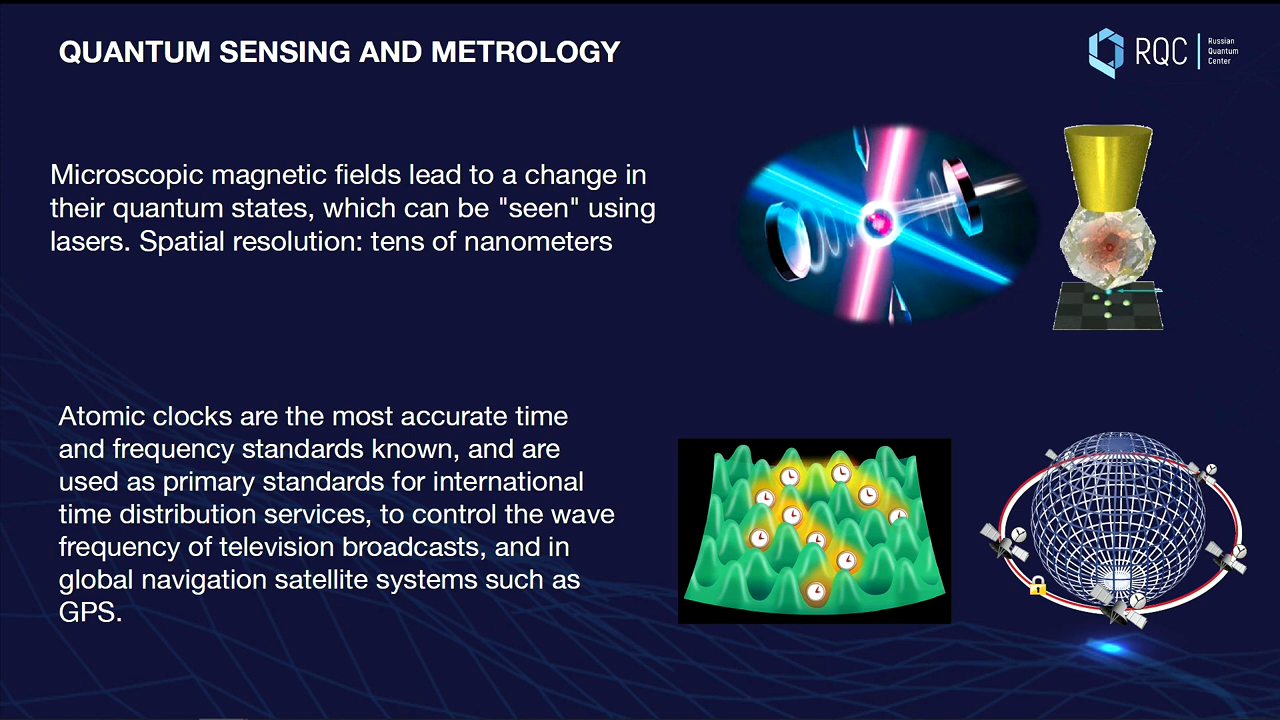 QUANTUM SENSING AND METROLOGY
RQC
Russian
Quantum
Center
Microscopic magnetic fields lead to a change in
their quantum states, which can be "seen" using
lasers. Spatial resolution: tens of nanometers
Atomic clocks are the most accurate time
and frequency standards known, and are
used as primary standards for international
time distribution services, to control the wave
frequency of television broadcasts, and in
global navigation satellite systems such as
GPS.